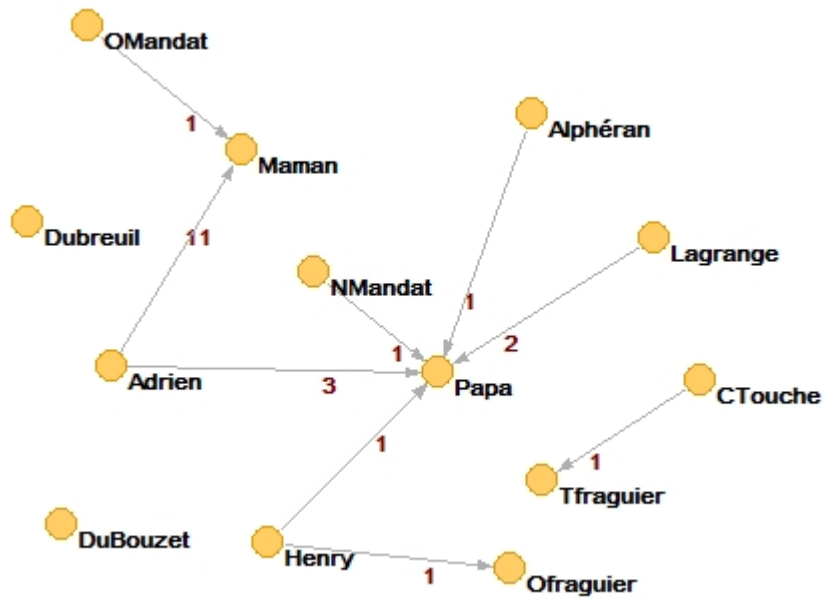 OMandat
1
Alphéran
Maman
Dubreuil
11
Lagrange
NMandat
1
2
1
Adrien
3
Papa
CTouche
1
1
Tfraguier
DuBouzet
Henry
1
Ofraguier